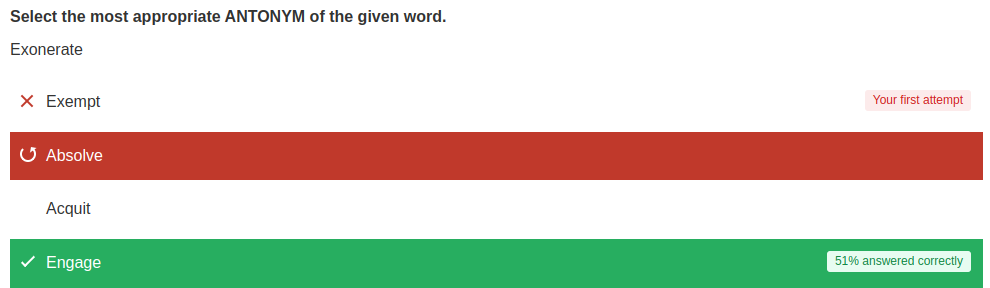 Select the most appropriate ANTONYM of the given word.
Exonerate
Exempt Your first attempt
Absolve
Acquit
Engage 51% answered correctly